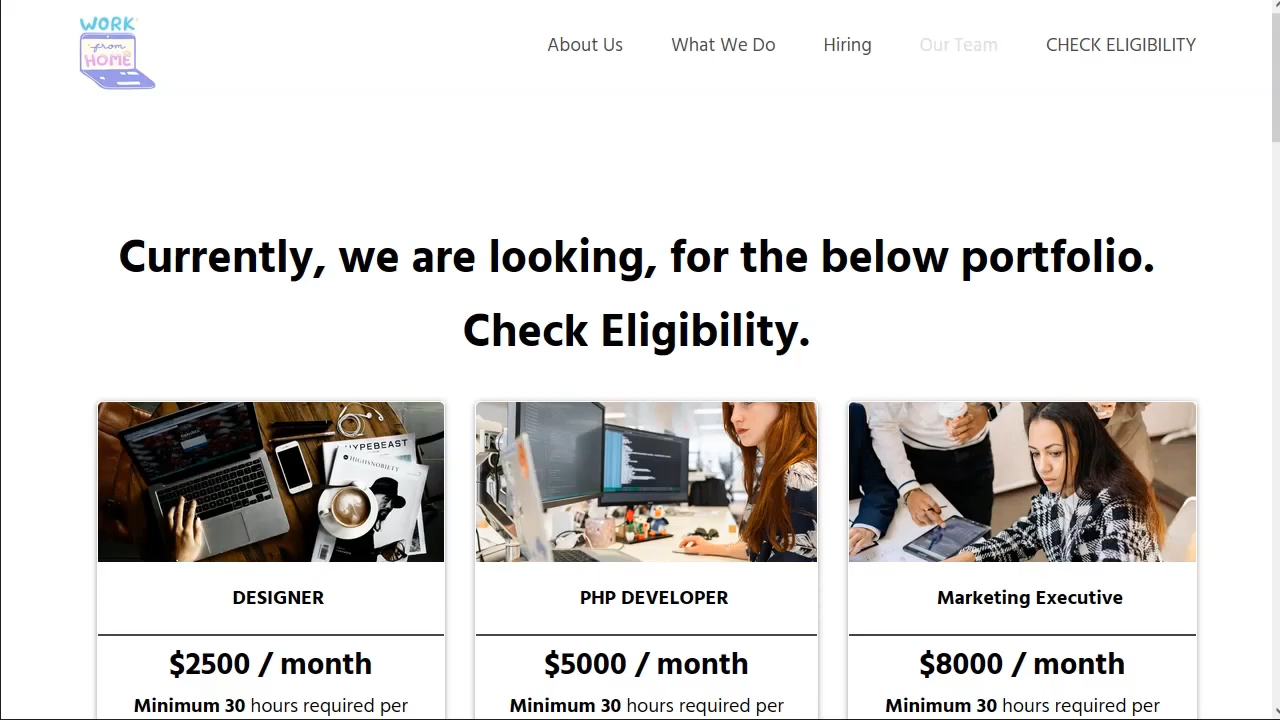 WORK
from
HOME
About Us
What We Do
Hiring
Our Team
CHECK ELIGIBILITY
Currently, we are looking, for the below portfolio.
Check Eligibility.
HYPEBEAST
HIGHSNOBIETY
DESIGNER
PHP DEVELOPER
Marketing Executive
$2500 / month
$5000 / month
$8000 / month
Minimum 30 hours required per
Minimum 30 hours required per
Minimum 30 hours required per